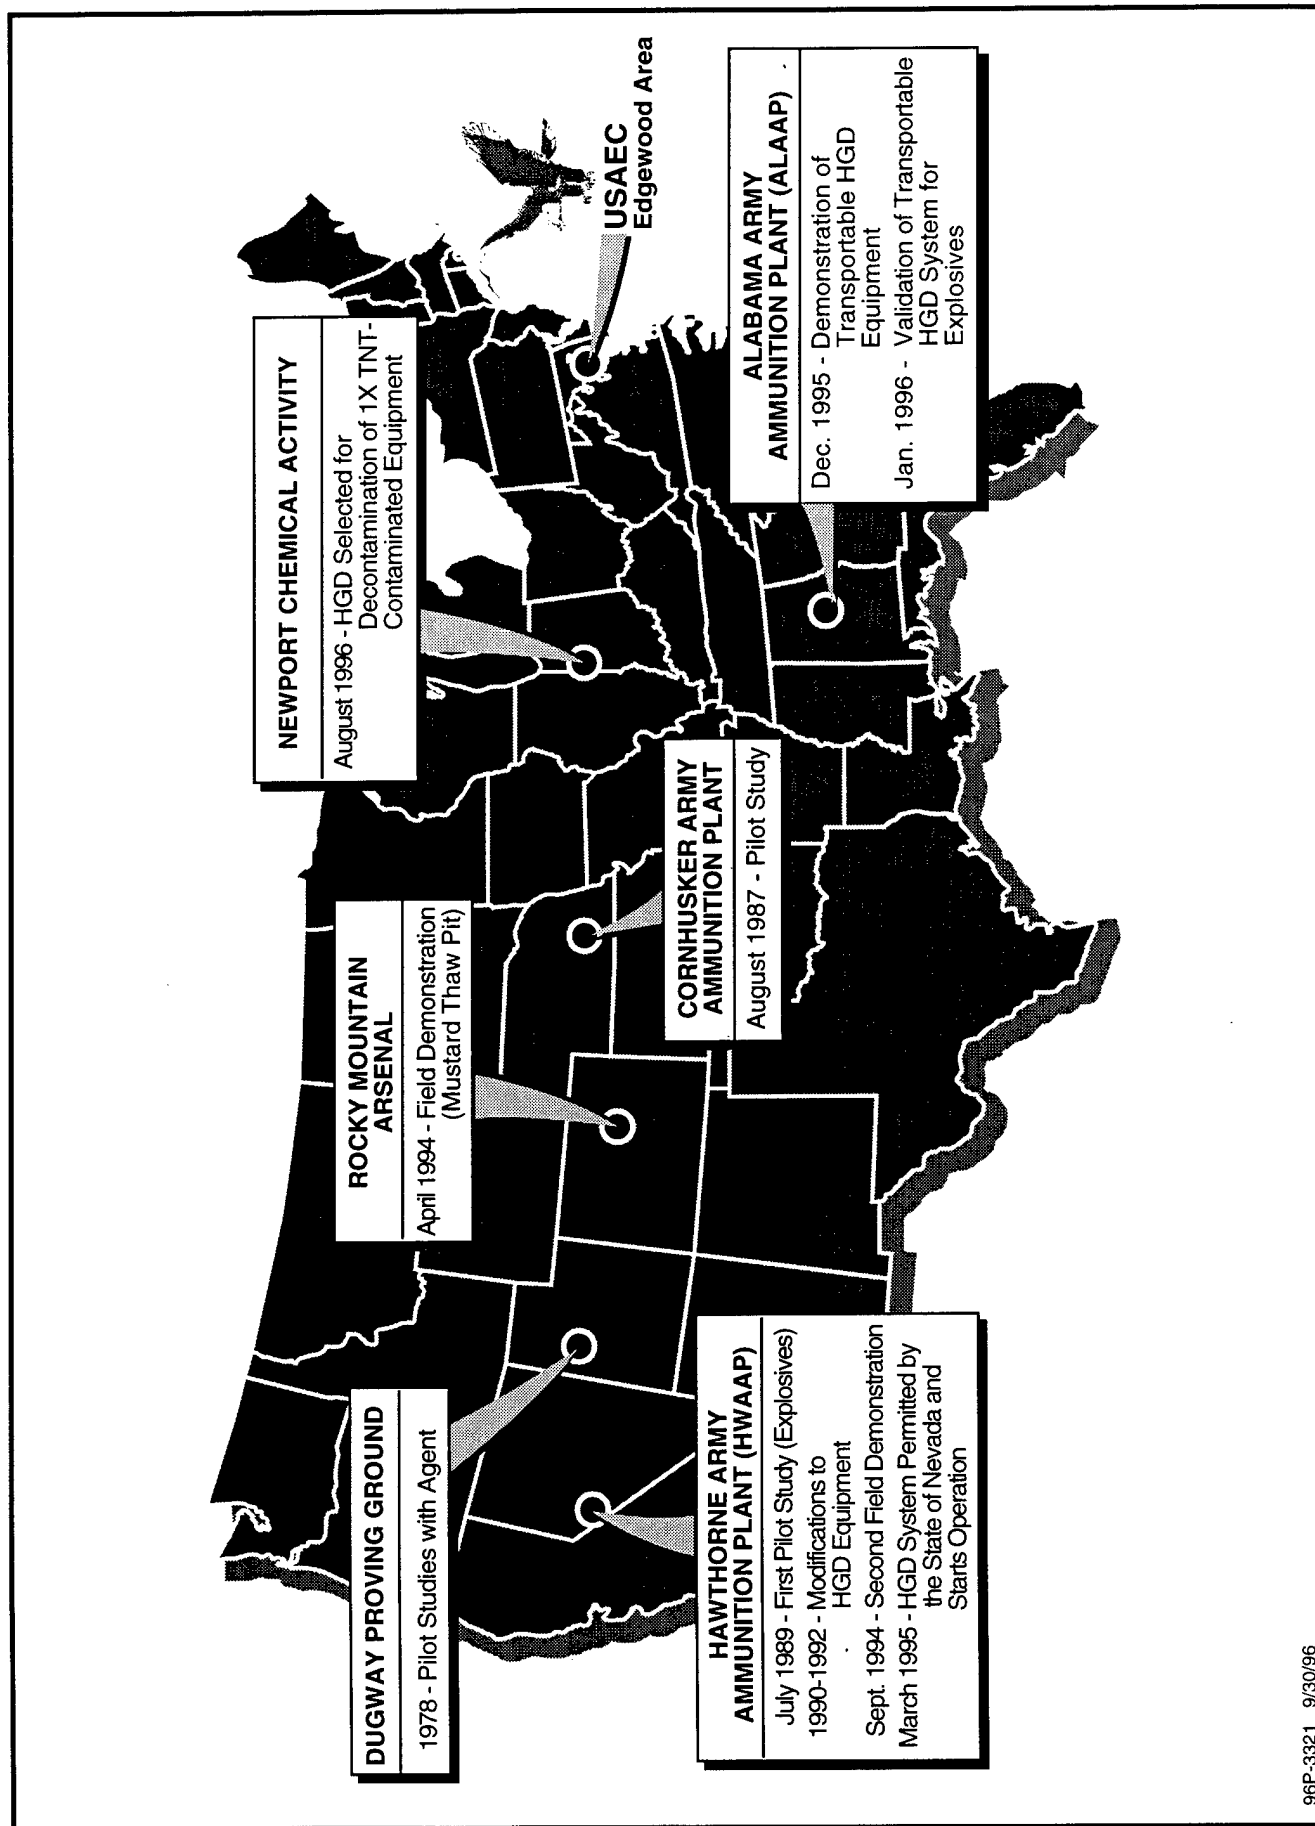 DUGWAY PROVING GROUND
1978 - Pilot Studies with Agent
ROCKY MOUNTAIN
ARSENAL
April 1994 - Field Demonstration
(Mustard Thaw Pit)
NEWPORT CHEMICAL ACTIVITY
August 1996 - HGD Selected for
Decontamination of 1X TNT-
Contaminated Equipment
USAEC
Edgewood Area
HAWTHORNE ARMY
AMMUNITION PLANT (HWAAP)
July 1989 - First Pilot Study (Explosives)
1990-1992 - Modifications to
HGD Equipment
Sept. 1994 - Second Field Demonstration
March 1995 - HGD System Permitted by
the State of Nevada and
Starts Operation
CORNHUSKER ARMY
AMMUNITION PLANT
August 1987 - Pilot Study
ALABAMA ARMY
AMMUNITION PLANT (ALAAP)
Dec. 1995 - Demonstration of
Transportable HGD
Equipment
Jan. 1996 - Validation of Transportable
HGD System for
Explosives
96P-3321 9/30/96